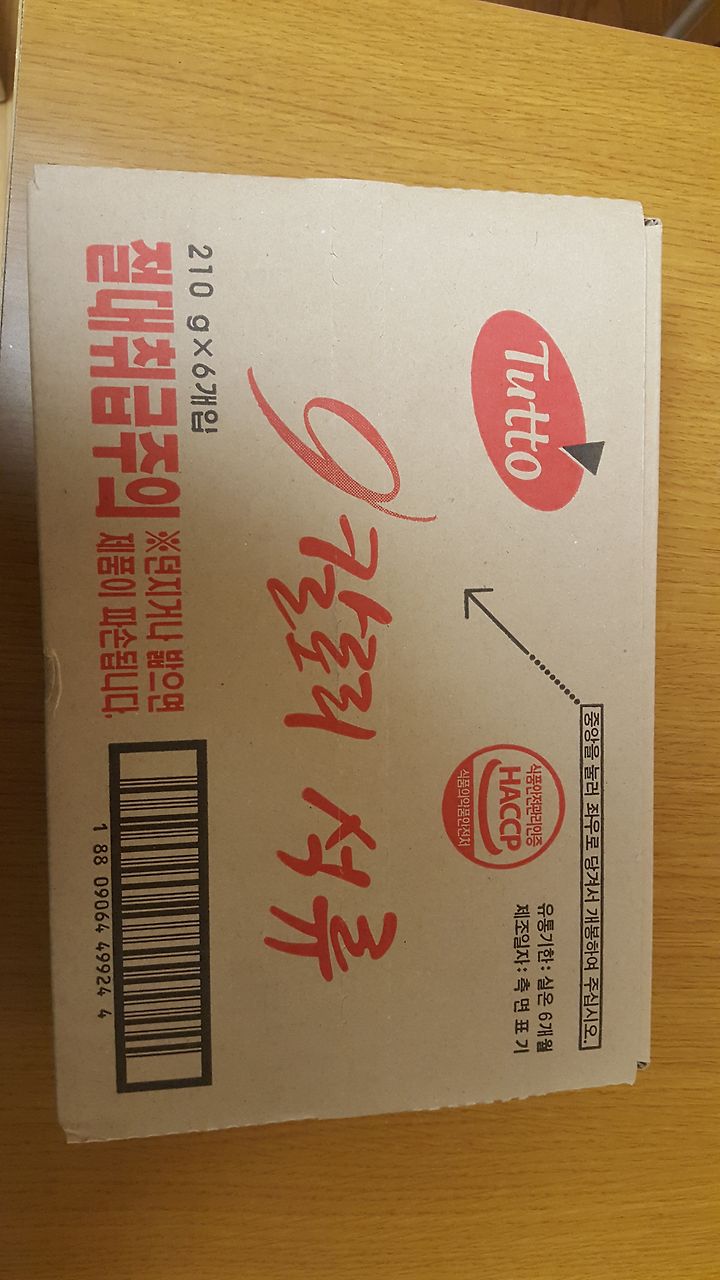 Tutto
중앙을 눌러 좌우로 당겨서 개봉하여 주십시오.
식품안전관리인증
HACCP
식품의약품안전처
유통기한 : 실온 6개월
제조일자 : 측 면 표 기
9칼로리 석류
210 g×6개입
절대취급주의
※던지거나 밟으면
제품이 파손됩니다.
1 88 09064 49924 4